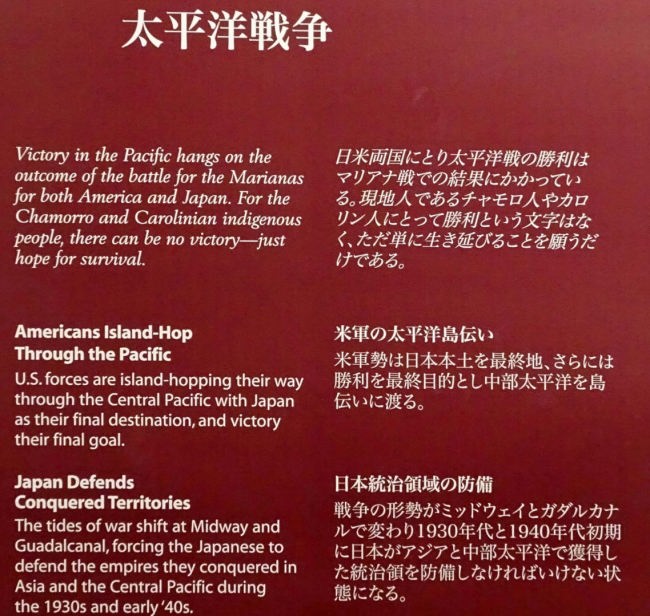 太平洋戦争
Victory in the Pacific hangs on the
outcome of the battle for the Marianas
for both America and Japan. For the
Chamorro and Carolinian indigenous
people, there can be no victory—just
hope for survival.
日米両国にとり太平洋戦の勝利は
マリアナ戦での結果にかかってい
る。現地人であるチャモロ人やカロ
リン人にとって勝利という文字はな
く、ただ単に生き延びることを願うだ
けである。
Americans Island-Hop
Through the Pacific
U.S. forces are island-hopping their way
through the Central Pacific with Japan
as their final destination, and victory
their final goal.
米軍の太平洋島伝い
米軍勢は日本本土を最終地、さらには
勝利を最終目的とし中部太平洋を島
伝いに渡る。
Japan Defends
Conquered Territories
The tides of war shift at Midway and
Guadalcanal, forcing the Japanese to
defend the empires they conquered in
Asia and the Central Pacific during
the 1930s and early '40s.
日本統治領域の防備
戦争の形勢がミッドウェイとガダルカナ
ルで変わり1930年代と1940年代初期
に日本がアジアと中部太平洋で獲得し
た統治領を防備しなければいけない状
態になる。